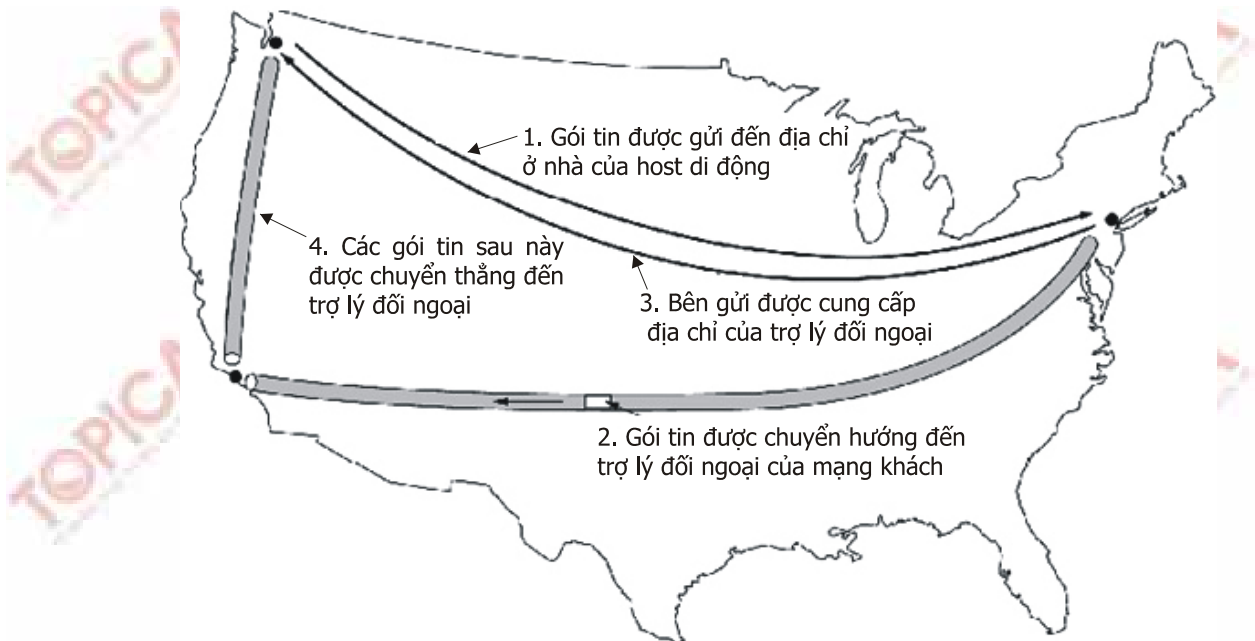 TOPICA
1. Gói tin được gửi đến địa chỉ
ở nhà của host di động
4. Các gói tin sau này
được chuyển thẳng đến
trợ lý đối ngoại
3. Bên gửi được cung cấp
địa chỉ của trợ lý đối ngoại
TOPICA
2. Gói tin được chuyển hướng đến
trợ lý đối ngoại của mạng khách